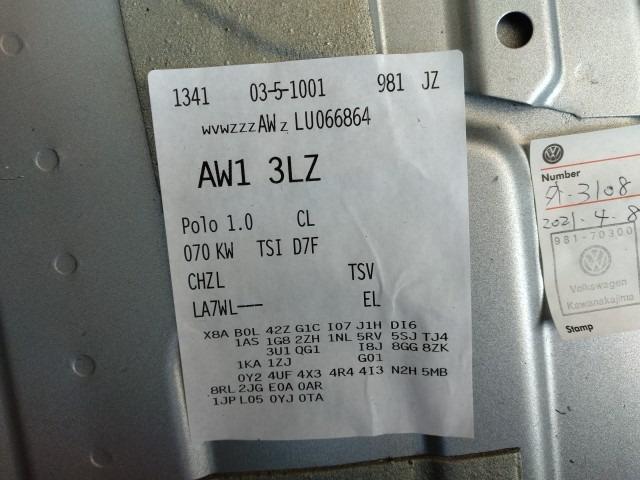 1341 03-5-1001 981 JZ
WVWZZZAWZLU066864
AW1 3LZ
Polo 1.0 CL
070 KW TSI D7F
CHZL TSV
LA7WL-- EL
X8A B0L 42Z G1C I07 J1H DI6
1AS 1G8 2ZH 1NL 5RV 5SJ TJ4
3U1 QG1 I8J 8GG 8ZK
1KA 1ZJ G01
0Y2 4UF 4X3 4R4 4I3 N2H 5MB
8RL 2JG E0A 0AR
1JP L05 0YJ 0TA
Number
3108
2021-4-8
981-70300
Volkswagen
Kawanakajima
Stamp